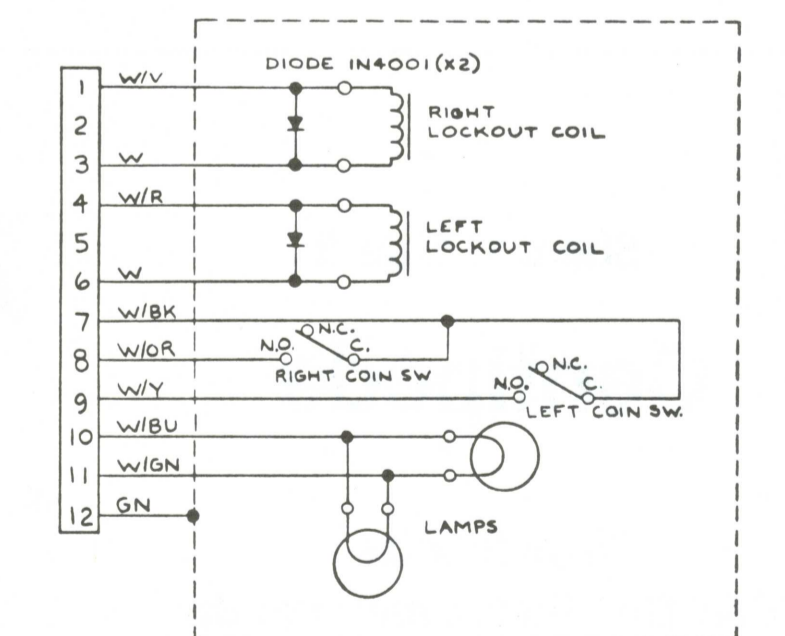 DIODE IN4001(X2)
1 W/V
2
3 W
RIGHT
LOCKOUT COIL
4 W/R
5
6 W
LEFT
LOCKOUT COIL
7 W/BK
8 W/OR
N.O.
N.C.
C.
RIGHT COIN SW
9 W/Y
N.O.
N.C.
C.
LEFT COIN SW.
10 W/BU
11 W/GN
12 GN
LAMPS